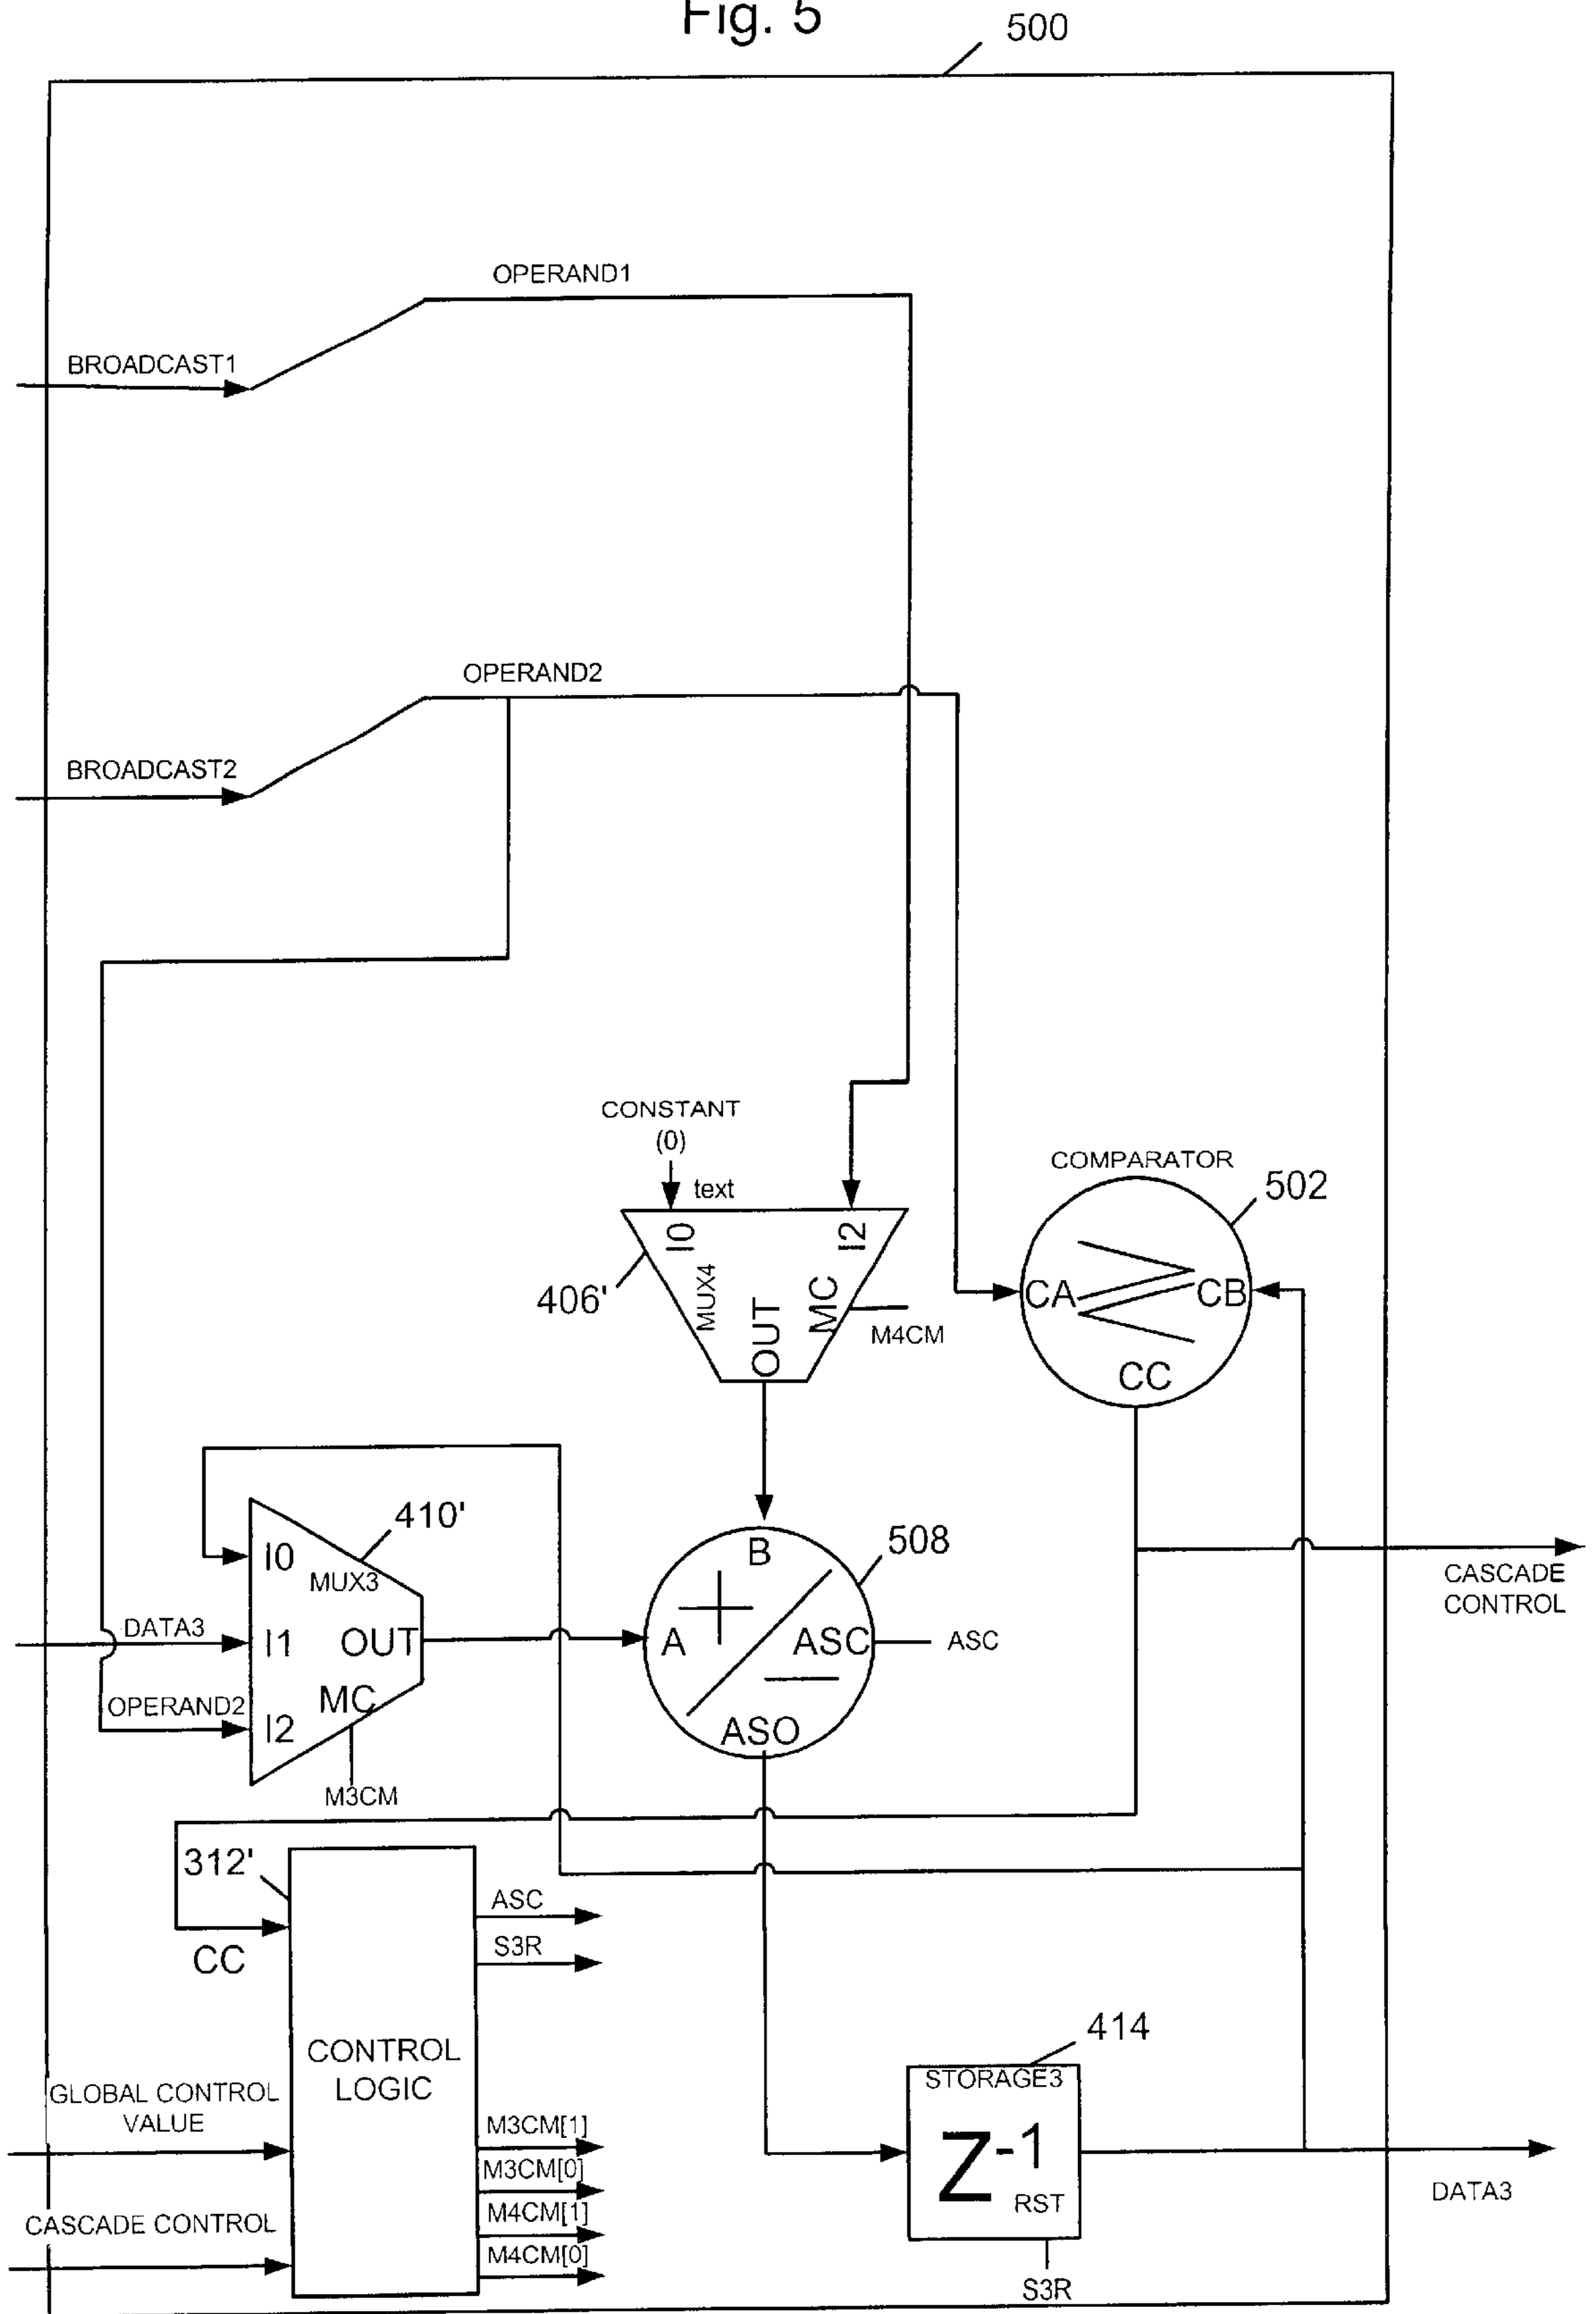 Fig. 5
500
OPERAND1
BROADCAST1
OPERAND2
BROADCAST2
CONSTANT
(0)
text
COMPARATOR
502
I0
I2
MUX4
OUT
MC
406'
M4CM
CA
CB
CC
410'
I0
MUX3
DATA3
I1
OUT
MC
OPERAND2
I2
M3CM
508
B
+
A
ASC
ASC
ASO
CASCADE
CONTROL
312'
CC
ASC
S3R
CONTROL
LOGIC
GLOBAL CONTROL
VALUE
M3CM[1]
M3CM[0]
CASCADE CONTROL
M4CM[1]
M4CM[0]
414
STORAGE3
Z-1
RST
S3R
DATA3